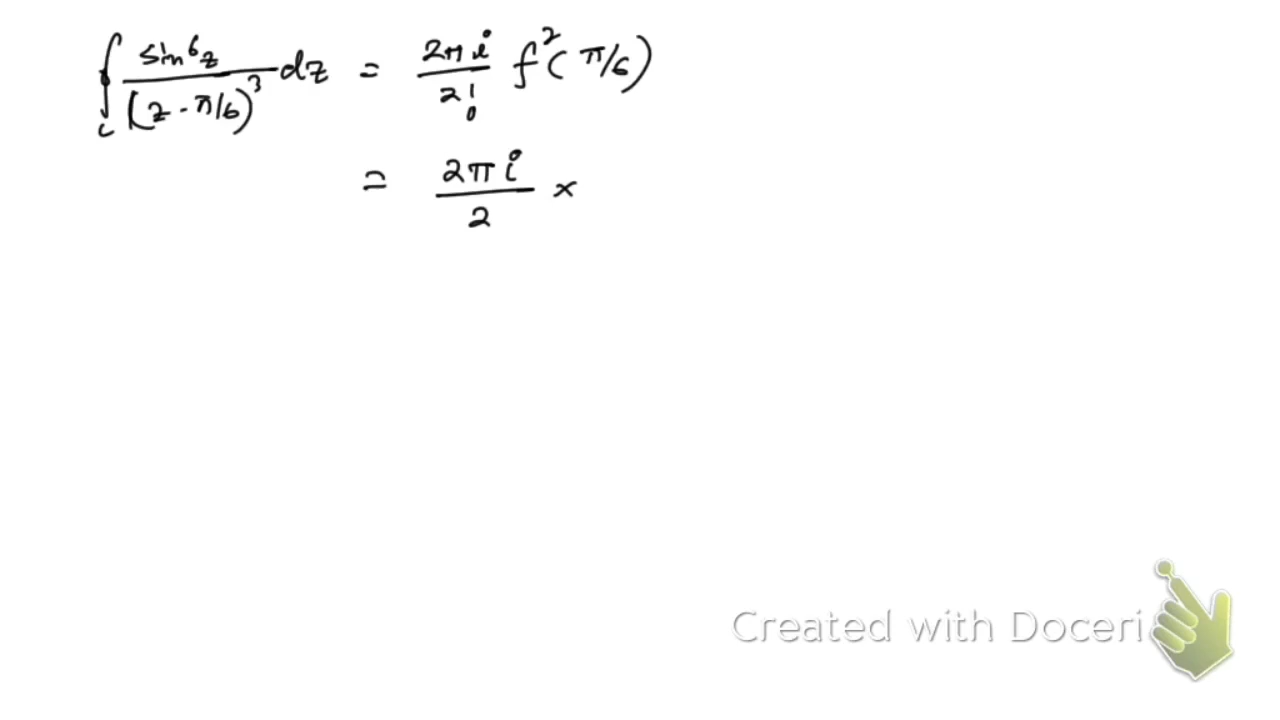 ∮_c sin⁶z / (z - π/6)³ dz = 2πi / 2! f²(π/6)
= 2πi / 2 ×
Created with Doceri